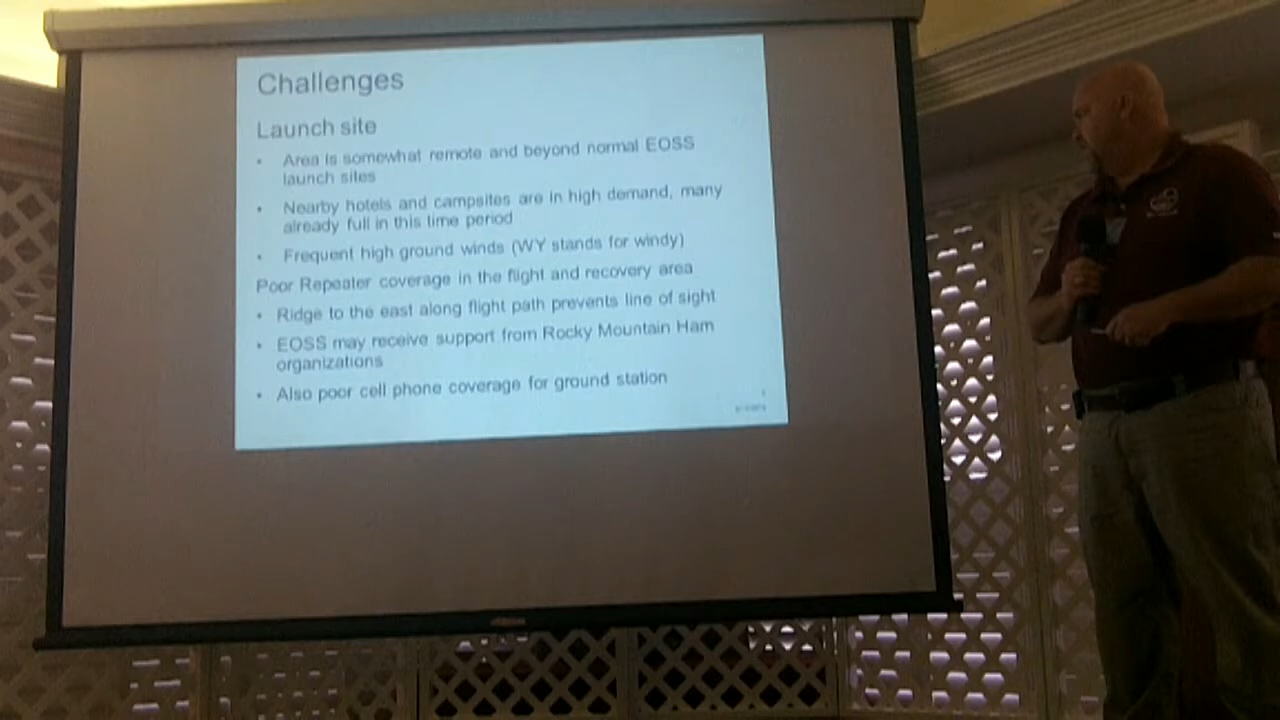 Challenges
Launch site
• Area is somewhat remote and beyond normal EOSS
launch sites
• Nearby hotels and campsites are in high demand, many
already full in this time period
• Frequent high ground winds (WY stands for windy)
Poor Repeater coverage in the flight and recovery area
• Ridge to the east along flight path prevents line of sight
• EOSS may receive support from Rocky Mountain Ham
organizations
• Also poor cell phone coverage for ground station